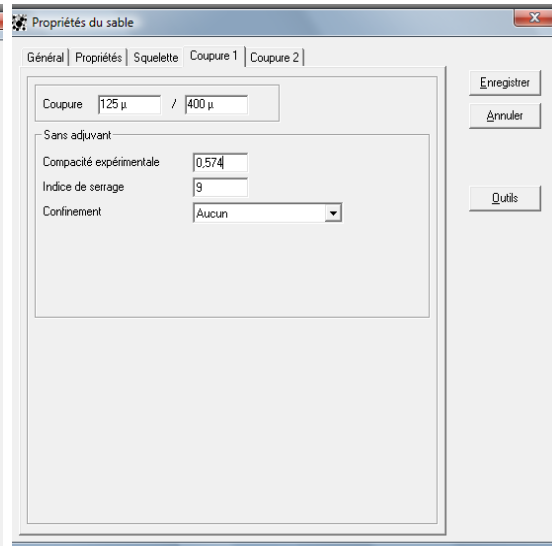 Propriétés du sable
Général Propriétés Squelette Coupure 1 Coupure 2
Enregistrer
Coupure 125 µ / 400 µ
Annuler
Sans adjuvant
Compacité expérimentale 0,574
Indice de serrage 9
Outils
Confinement Aucun